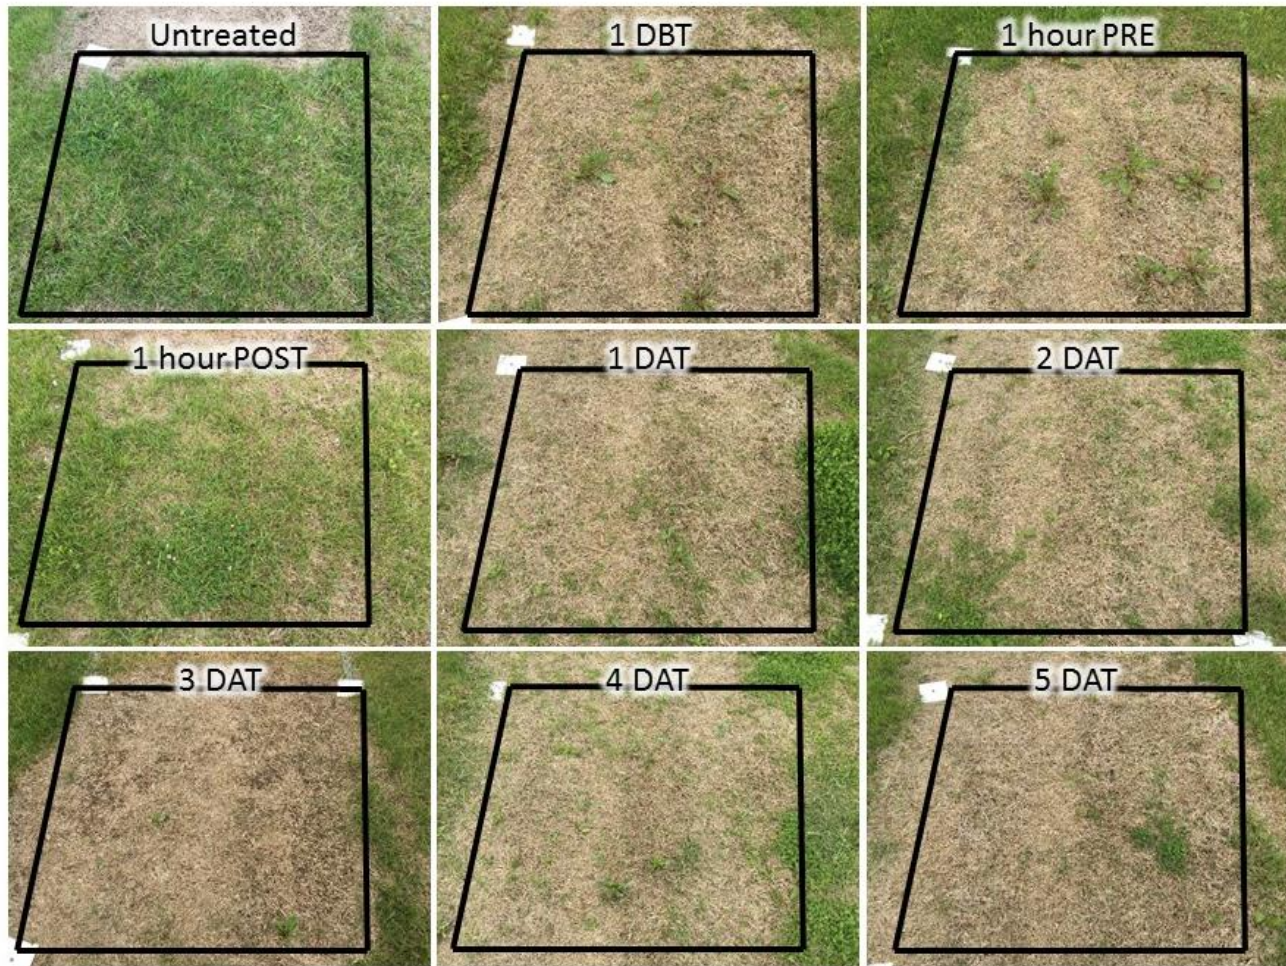 Untreated
1 DBT
1 hour PRE
1 hour POST
1 DAT
2 DAT
3 DAT
4 DAT
5 DAT